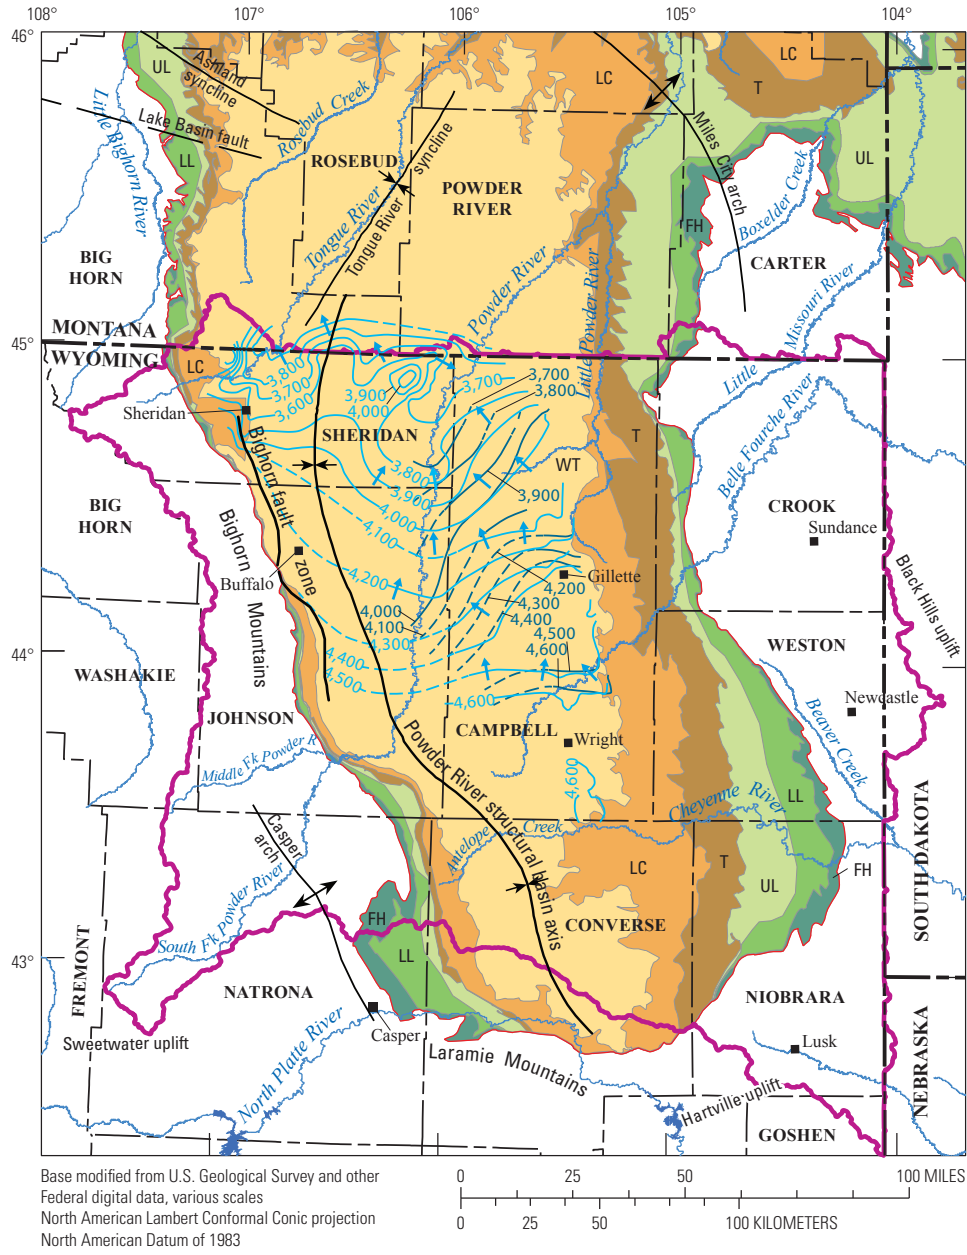 108°
107°
106°
105°
104°
46°
UL
Ashland
syncline
Lake Basin fault
Little Bighorn River
LL
Rosebud Creek
ROSEBUD
Tongue River
Tongue River syncline
POWDER
RIVER
LC
Miles City arch
LC
T
UL
FH
Boxelder Creek
CARTER
BIG
HORN
Powder River
Little Powder River
Little Missouri River
MONTANA
45°
WYOMING
LC
3,800
3,700
3,600
3,900
4,000
3,700
3,700
3,800
Sheridan
SHERIDAN
T
Belle Fourche River
WT
3,800
3,900
3,900
4,000
4,100
BIG
HORN
Bighorn fault zone
Bighorn Mountains
CROOK
Sundance
Buffalo
Gillette
4,200
4,200
4,300
4,400
4,500
4,600
4,000
4,100
4,300
4,400
4,500
4,600
Black Hills uplift
WESTON
44°
WASHAKIE
JOHNSON
CAMPBELL
Wright
Newcastle
Beaver Creek
Middle Fk Powder R
Powder River structural basin axis
4,600
Cheyenne River
LL
Casper
arch
Antelope Creek
LC
T
UL
FH
SOUTH DAKOTA
FH
South Fk Powder River
CONVERSE
LL
43°
FREMONT
NATRONA
NIOBRARA
Casper
Sweetwater uplift
North Platte River
Laramie Mountains
Lusk
NEBRASKA
Hartville uplift
GOSHEN
Base modified from U.S. Geological Survey and other
Federal digital data, various scales
North American Lambert Conformal Conic projection
North American Datum of 1983
0 25 50 100 MILES
0 25 50 100 KILOMETERS